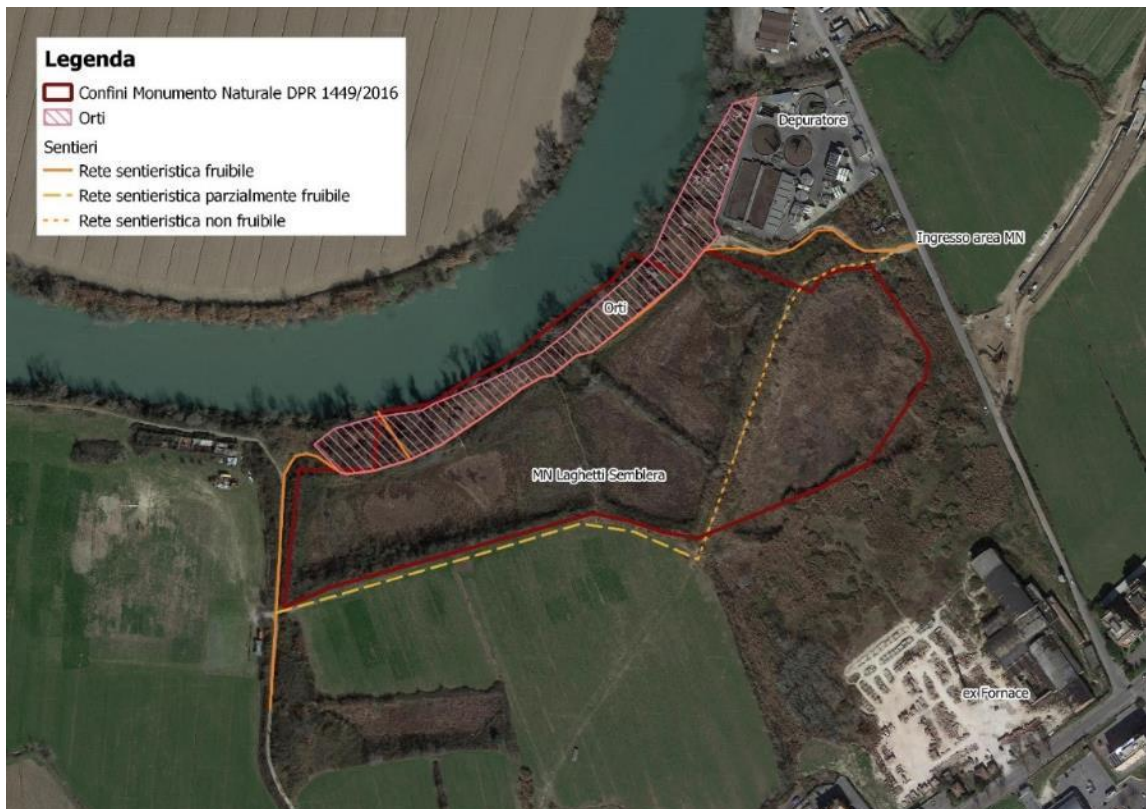 Legenda
Confini Monumento Naturale DPR 1449/2016
Orti
Sentieri
Rete sentieristica fruibile
Rete sentieristica parzialmente fruibile
Rete sentieristica non fruibile
Depuratore
Ingresso area MN
Orti
MN Laghetti Semblera
ex Fornace